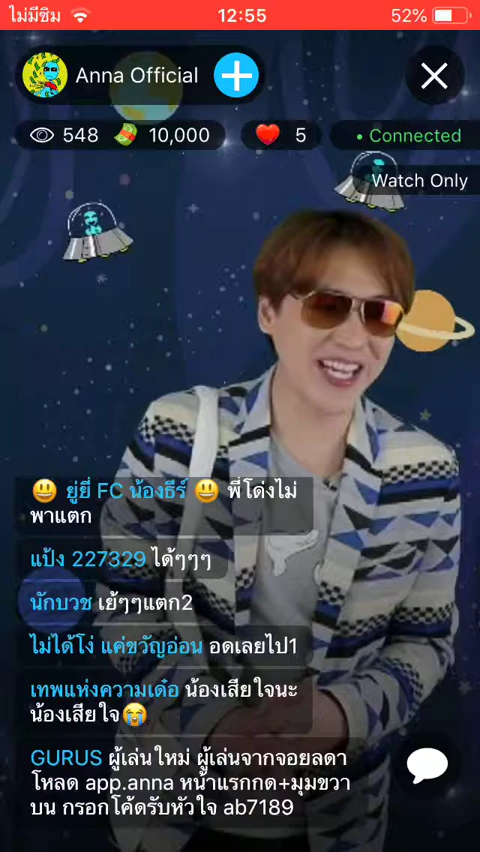 ไม่มีซิม
12:55
52%
Anna Official
548
10,000
5
• Connected
Watch Only
😃 ยู่ยี่ FC น้องธีร์ 😃 พี่โด่งไม่
พาแตก
แป้ง 227329 ได้ๆๆๆ
นักบวช เย้ๆๆแตก2
ไม่ได้โง่ แค่ขวัญอ่อน อดเลยไป1
เทพแห่งความเด๋อ น้องเสียใจนะ
น้องเสียใจ😭
GURUS ผู้เล่นใหม่ ผู้เล่นจากจอยลดา
โหลด app.anna หน้าแรกกด+มุมขวา
บน กรอกโค้ดรับหัวใจ ab7189